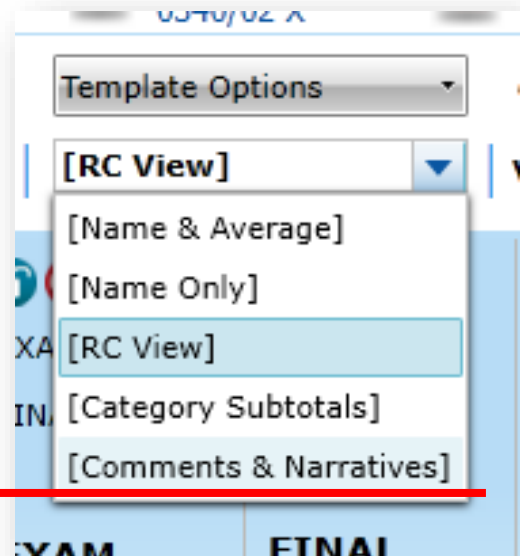 Template Options
[RC View]
[Name & Average]
[Name Only]
[RC View]
[Category Subtotals]
[Comments & Narratives]
FINAL